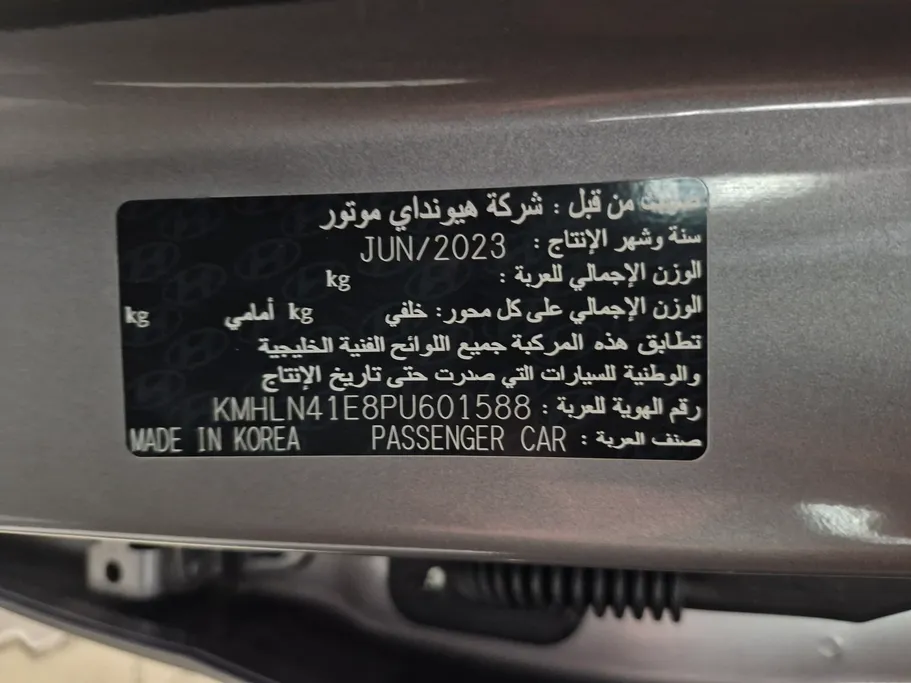 صنعت من قبل : شركة هيونداي موتور
سنة وشهر الإنتاج : JUN/2023
الوزن الإجمالي للعربة : kg
الوزن الإجمالي على كل محور: خلفي kg أمامي kg
تطابق هذه المركبة جميع اللوائح الفنية الخليجية
والوطنية للسيارات التي صدرت حتى تاريخ الإنتاج
رقم الهوية للعربة : KMHLN41E8PU601588
صنف العربة : PASSENGER CAR MADE IN KOREA